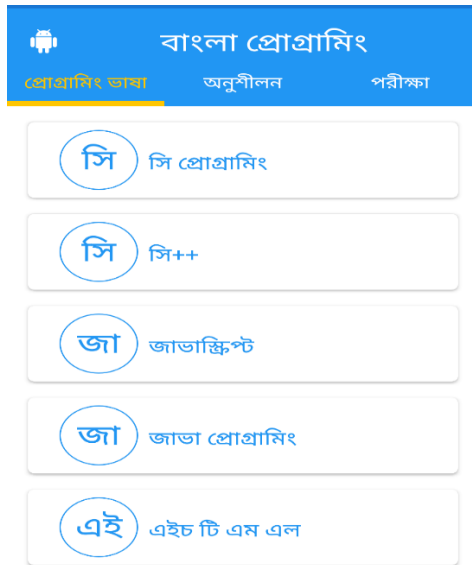 বাংলা প্রোগ্রামিং
প্রোগ্রামিং ভাষা অনুশীলন পরীক্ষা
সি সি প্রোগ্রামিং
সি সি++
জা জাভাস্ক্রিপ্ট
জা জাভা প্রোগ্রামিং
এই এইচ টি এম এল